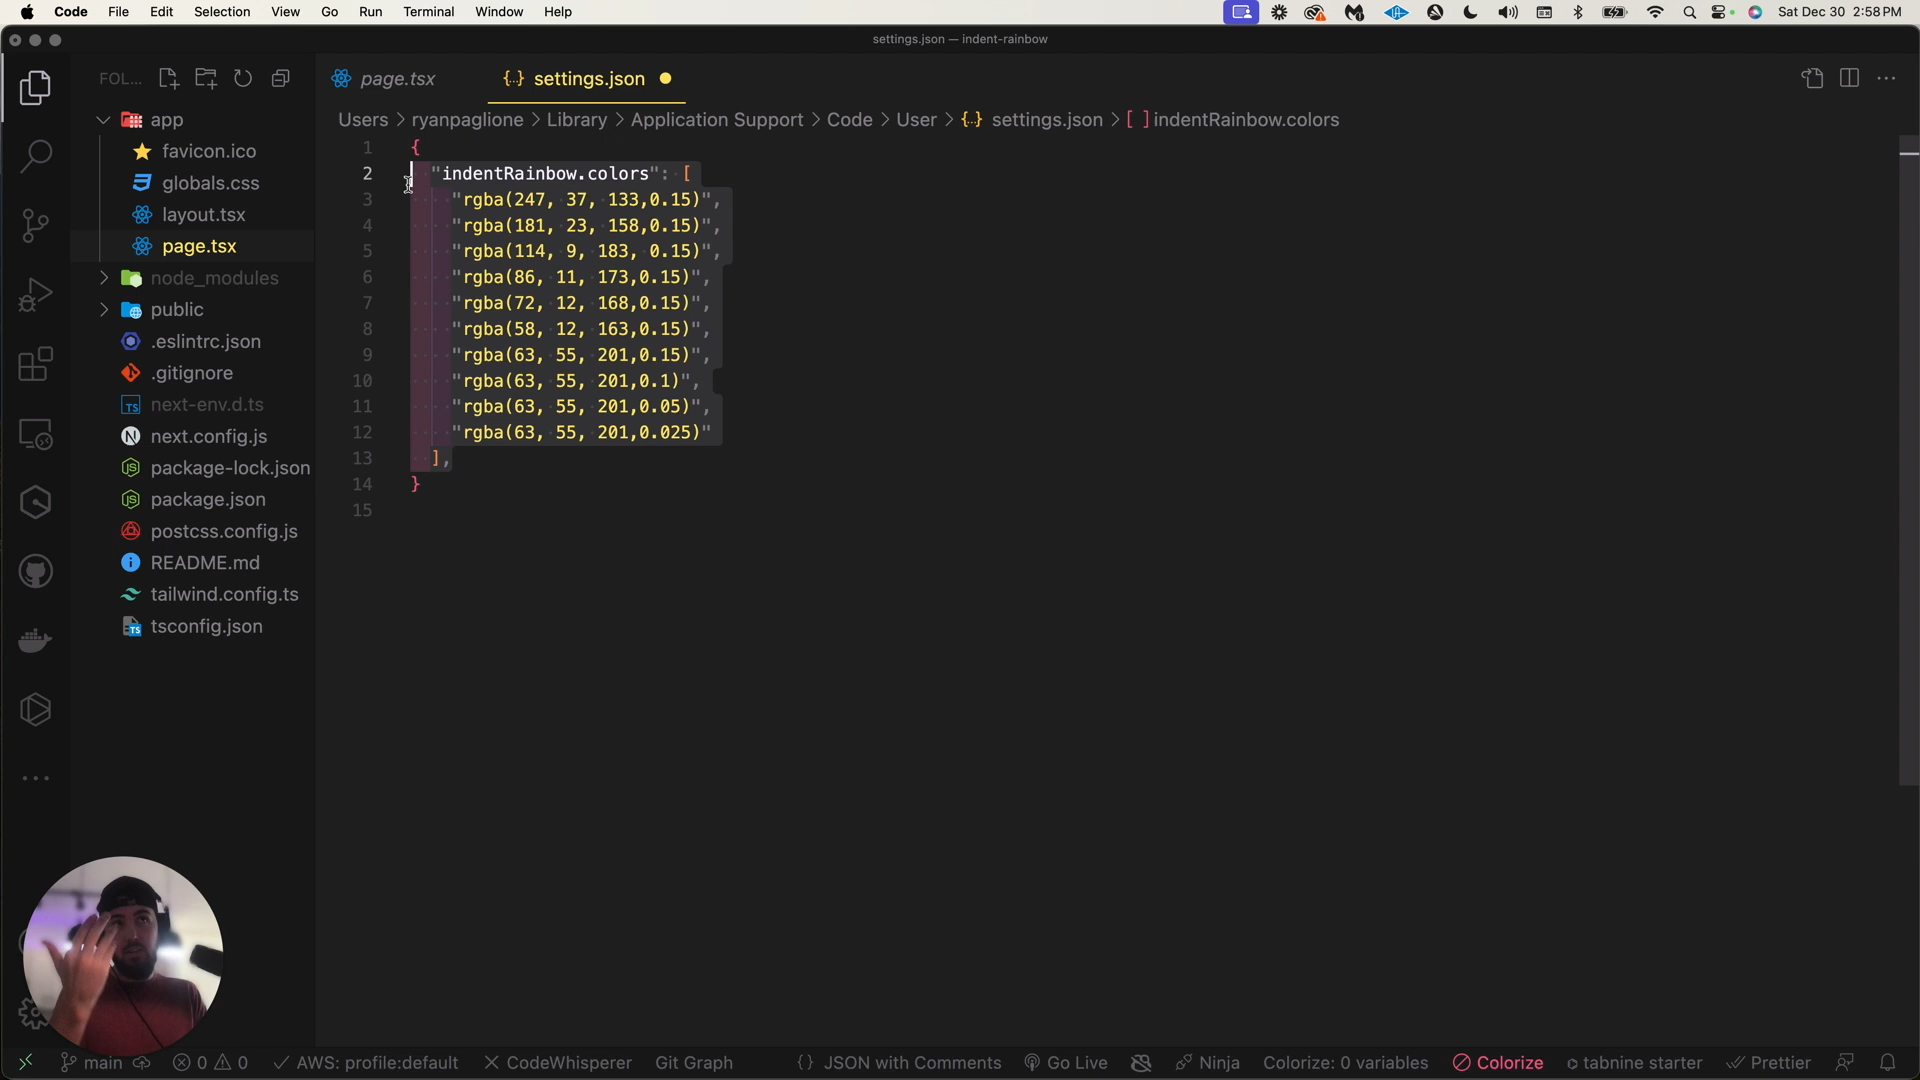 Code File Edit Selection View Go Run Terminal Window Help Sat Dec 30 2:58 PM
settings.json — indent-rainbow
FOL...
page.tsx
settings.json
Users > ryanpaglione > Library > Application Support > Code > User > {..} settings.json > [ ] indentRainbow.colors
app
favicon.ico
globals.css
layout.tsx
page.tsx
node_modules
public
.eslintrc.json
.gitignore
next-env.d.ts
next.config.js
package-lock.json
package.json
postcss.config.js
README.md
tailwind.config.ts
tsconfig.json
1 {
2 "indentRainbow.colors": [
3 "rgba(247, 37, 133,0.15)",
4 "rgba(181, 23, 158,0.15)",
5 "rgba(114, 9, 183, 0.15)",
6 "rgba(86, 11, 173,0.15)",
7 "rgba(72, 12, 168,0.15)",
8 "rgba(58, 12, 163,0.15)",
9 "rgba(63, 55, 201,0.15)",
10 "rgba(63, 55, 201,0.1)",
11 "rgba(63, 55, 201,0.05)",
12 "rgba(63, 55, 201,0.025)"
13 ],
14 }
15
main 0 0 AWS: profile:default CodeWhisperer Git Graph {} JSON with Comments Go Live Ninja Colorize: 0 variables Colorize tabnine starter Prettier